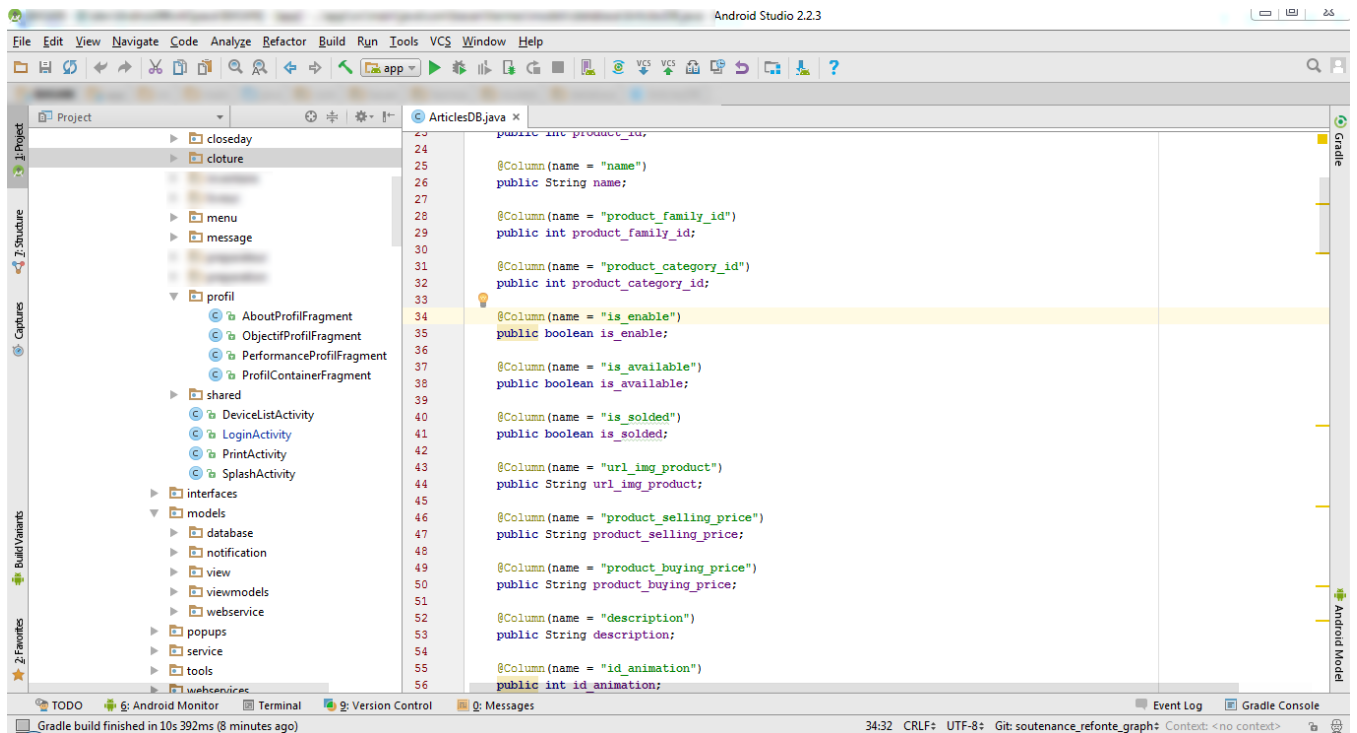 Android Studio 2.2.3
File Edit View Navigate Code Analyze Refactor Build Run Tools VCS Window Help
app VCS VCS ?
Project
ArticlesDB.java ×
1: Project
7: Structure
Captures
Build Variants
2: Favorites
closeday
cloture
menu
message
profil
AboutProfilFragment
ObjectifProfilFragment
PerformanceProfilFragment
ProfilContainerFragment
shared
DeviceListActivity
LoginActivity
PrintActivity
SplashActivity
interfaces
models
database
notification
view
viewmodels
webservice
popups
service
tools
webservices
23 public int product_id;
24
25 @Column(name = "name")
26 public String name;
27
28 @Column(name = "product_family_id")
29 public int product_family_id;
30
31 @Column(name = "product_category_id")
32 public int product_category_id;
33
34 @Column(name = "is_enable")
35 public boolean is_enable;
36
37 @Column(name = "is_available")
38 public boolean is_available;
39
40 @Column(name = "is_solded")
41 public boolean is_solded;
42
43 @Column(name = "url_img_product")
44 public String url_img_product;
45
46 @Column(name = "product_selling_price")
47 public String product_selling_price;
48
49 @Column(name = "product_buying_price")
50 public String product_buying_price;
51
52 @Column(name = "description")
53 public String description;
54
55 @Column(name = "id_animation")
56 public int id_animation;
Gradle
Android Model
TODO 6: Android Monitor Terminal 9: Version Control 0: Messages Event Log Gradle Console
Gradle build finished in 10s 392ms (8 minutes ago) 34:32 CRLF UTF-8 Git: soutenance_refonte_graph Context: <no context>